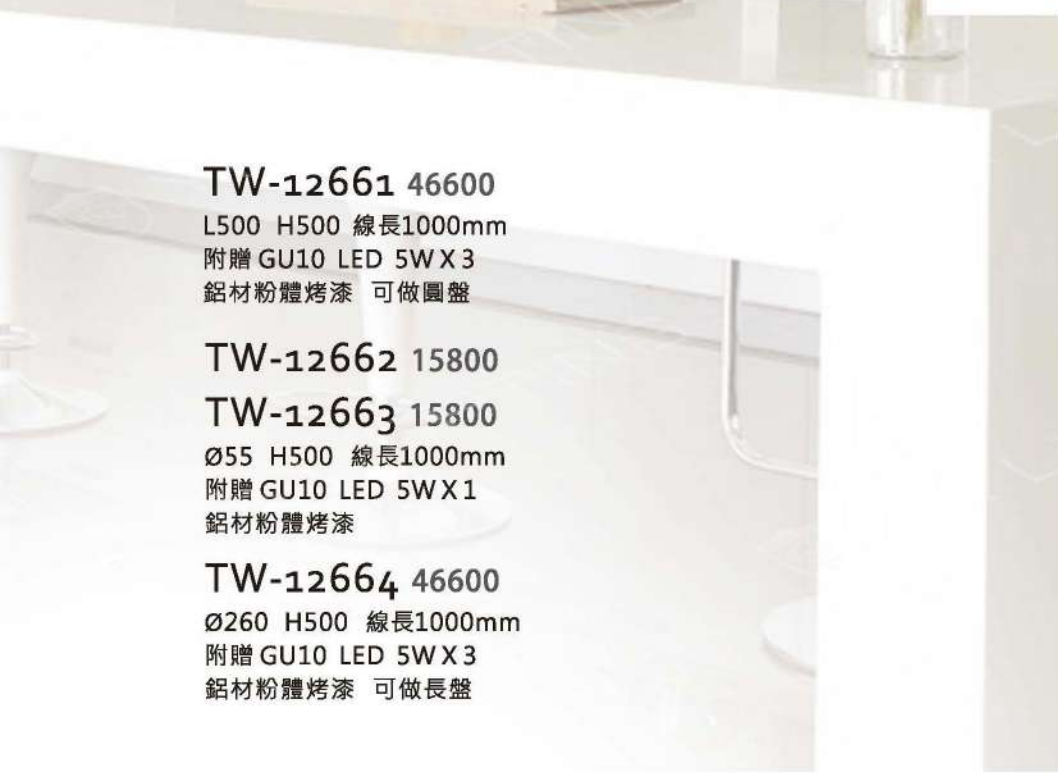 TW-12661 46600
L500 H500 線長1000mm
附贈 GU10 LED 5W X 3
鋁材粉體烤漆 可做圓盤
TW-12662 15800
TW-12663 15800
Ø55 H500 線長1000mm
附贈 GU10 LED 5W X 1
鋁材粉體烤漆
TW-12664 46600
Ø260 H500 線長1000mm
附贈 GU10 LED 5W X 3
鋁材粉體烤漆 可做長盤